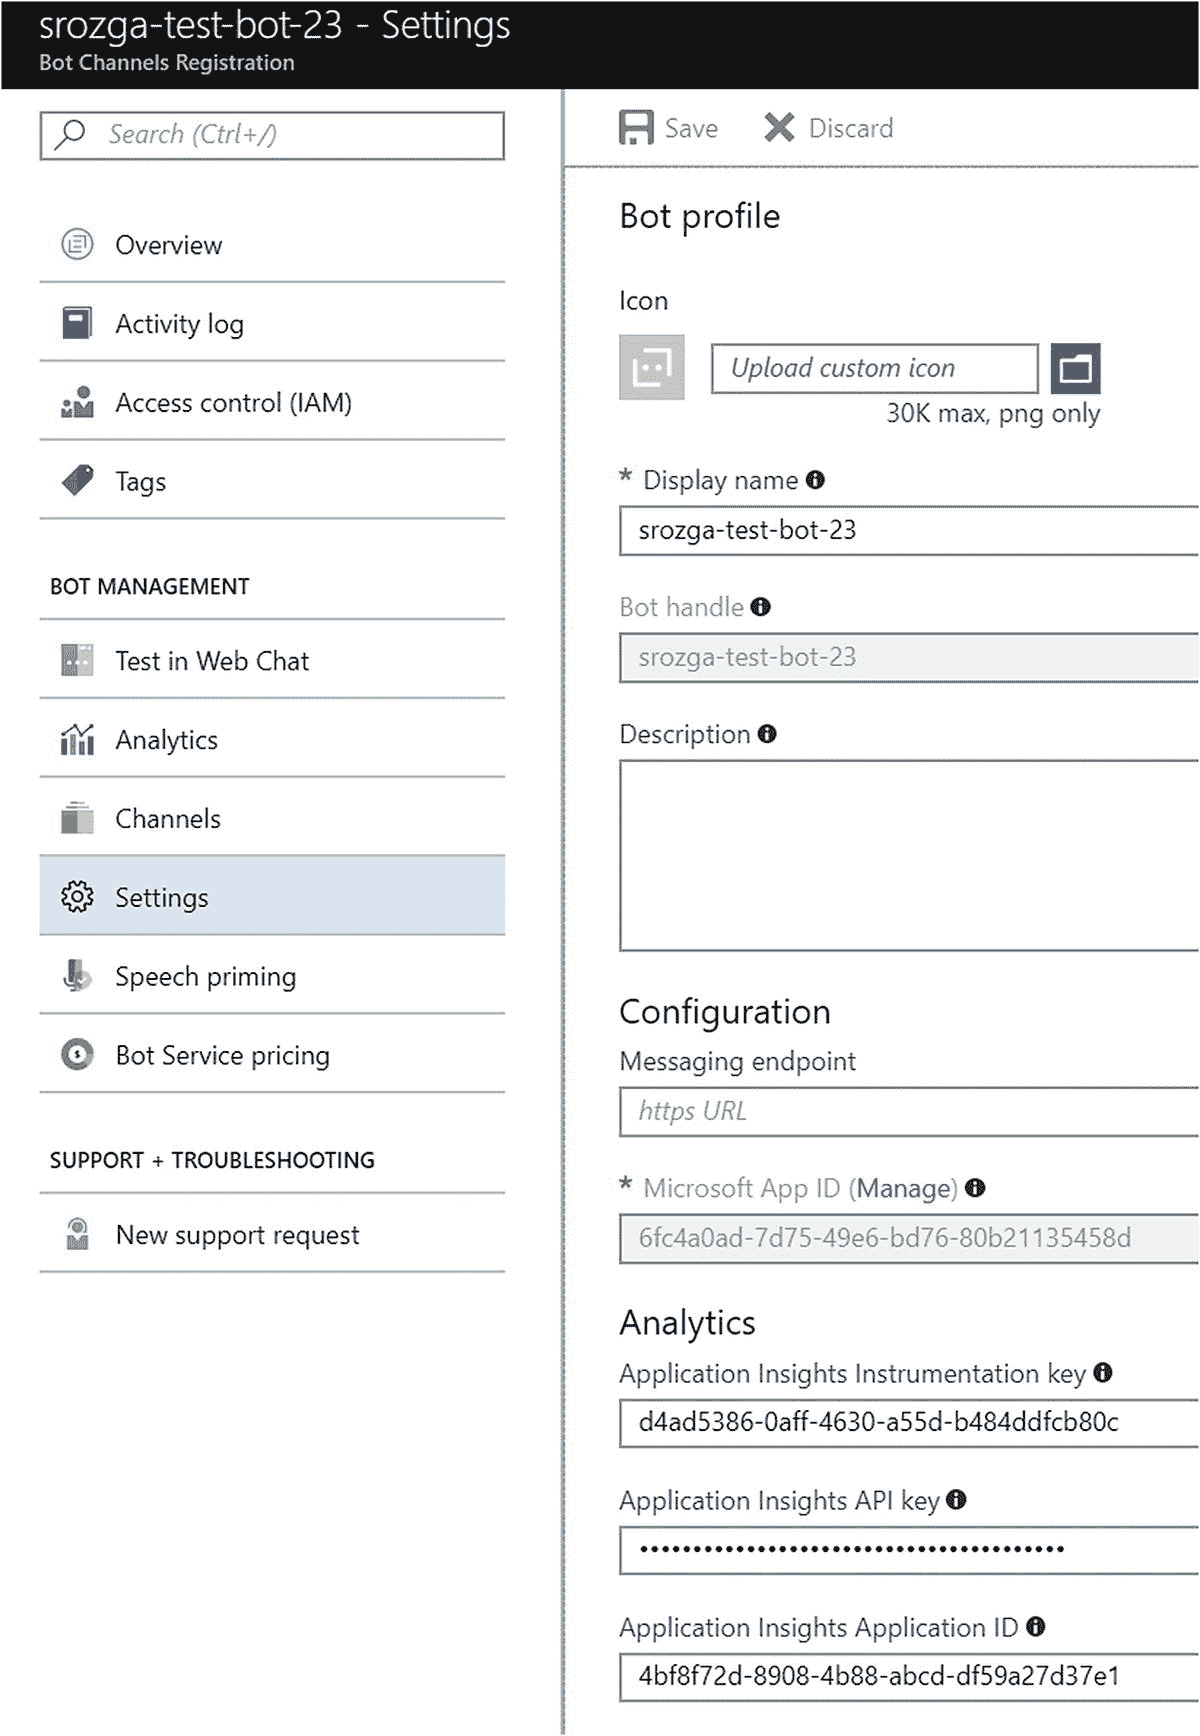 srozga-test-bot-23 - Settings
Bot Channels Registration
Search (Ctrl+/)
Overview
Activity log
Access control (IAM)
Tags
BOT MANAGEMENT
Test in Web Chat
Analytics
Channels
Settings
Speech priming
Bot Service pricing
SUPPORT + TROUBLESHOOTING
New support request
Save Discard
Bot profile
Icon
Upload custom icon
30K max, png only
* Display name
srozga-test-bot-23
Bot handle
srozga-test-bot-23
Description
Configuration
Messaging endpoint
https URL
* Microsoft App ID (Manage)
6fc4a0ad-7d75-49e6-bd76-80b21135458d
Analytics
Application Insights Instrumentation key
d4ad5386-0aff-4630-a55d-b484ddfcb80c
Application Insights API key
••••••••••••••••••••••••••••••••••••••••
Application Insights Application ID
4bf8f72d-8908-4b88-abcd-df59a27d37e1